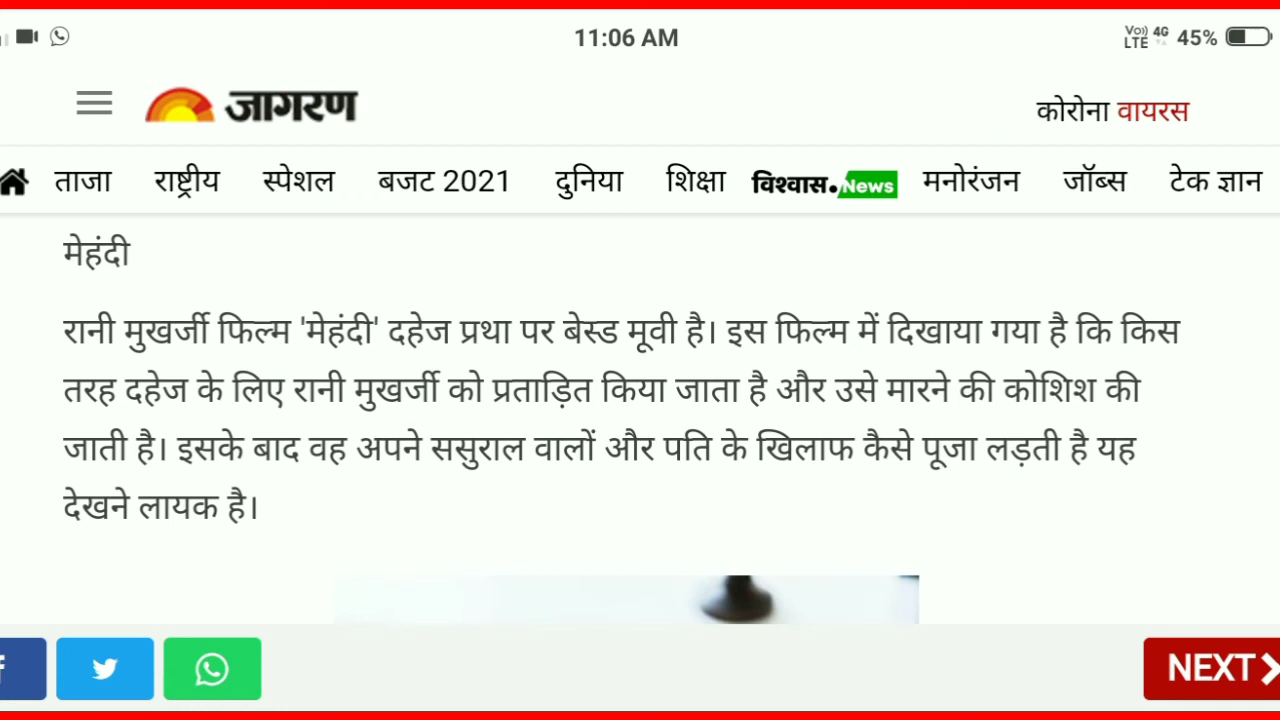 11:06 AM
Vo)) LTE 4G 45%
जागरण
कोरोना वायरस
ताजा राष्ट्रीय स्पेशल बजट 2021 दुनिया शिक्षा विश्वास.News मनोरंजन जॉब्स टेक ज्ञान
मेहंदी
रानी मुखर्जी फिल्म 'मेहंदी' दहेज प्रथा पर बेस्ड मूवी है। इस फिल्म में दिखाया गया है कि किस
तरह दहेज के लिए रानी मुखर्जी को प्रताड़ित किया जाता है और उसे मारने की कोशिश की
जाती है। इसके बाद वह अपने ससुराल वालों और पति के खिलाफ कैसे पूजा लड़ती है यह
देखने लायक है।
NEXT